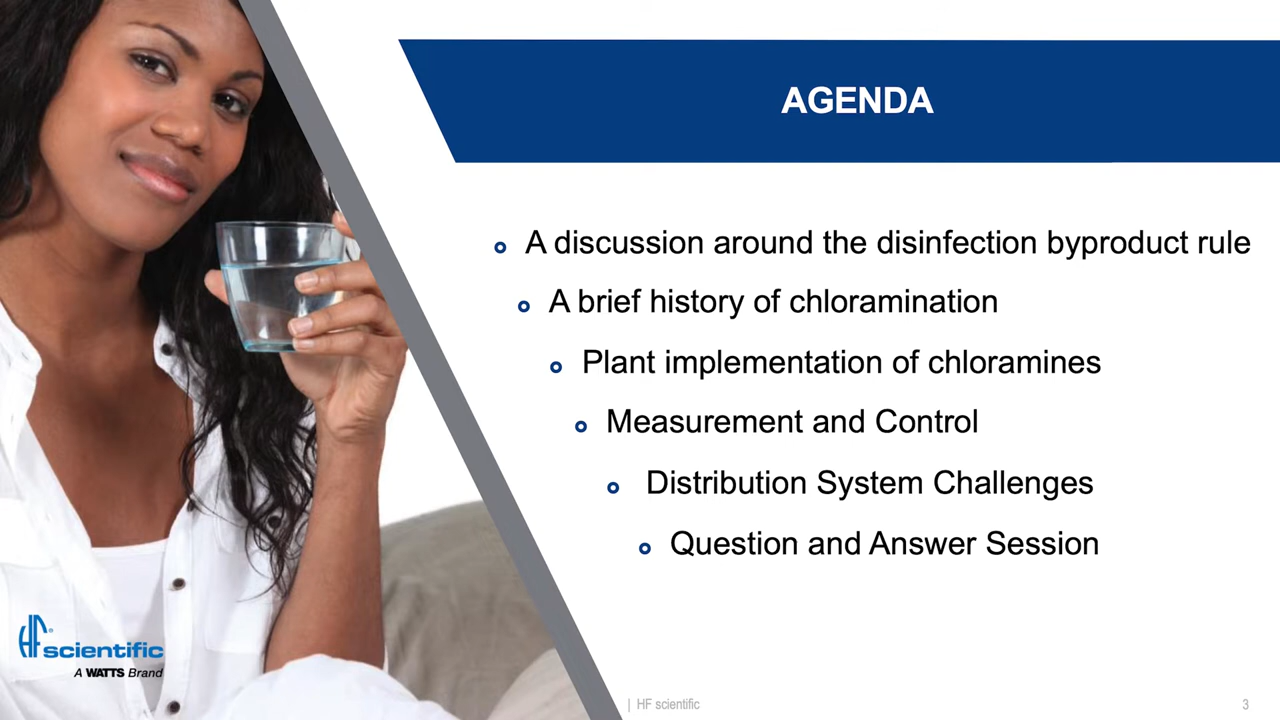 AGENDA
A discussion around the disinfection byproduct rule
A brief history of chloramination
Plant implementation of chloramines
Measurement and Control
Distribution System Challenges
Question and Answer Session
HF®
scientific
A WATTS Brand
| HF scientific
3